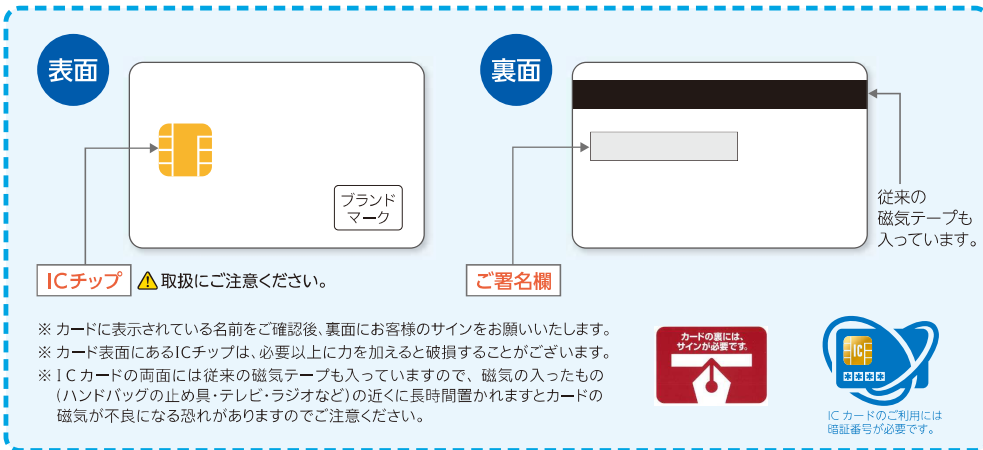 表面
裏面
ブランド
マーク
従来の
磁気テープも
入っています。
ICチップ
取扱にご注意ください。
ご署名欄
※ カードに表示されている名前をご確認後、裏面にお客様のサインをお願いいたします。
※ カード表面にあるICチップは、必要以上に力を加えると破損することがございます。
※ ICカードの両面には従来の磁気テープも入っていますので、磁気の入ったもの
(ハンドバッグの止め具・テレビ・ラジオなど)の近くに長時間置かれますとカードの
磁気が不良になる恐れがありますのでご注意ください。
カードの裏には、
サインが必要です。
IC
****
IC カードのご利用には
暗証番号が必要です。